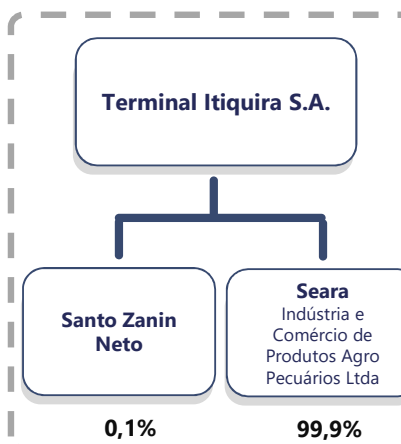 Terminal Itiquira S.A.
Santo Zanin
Neto
Seara
Indústria e
Comércio de
Produtos Agro
Pecuários Ltda
0,1%
99,9%